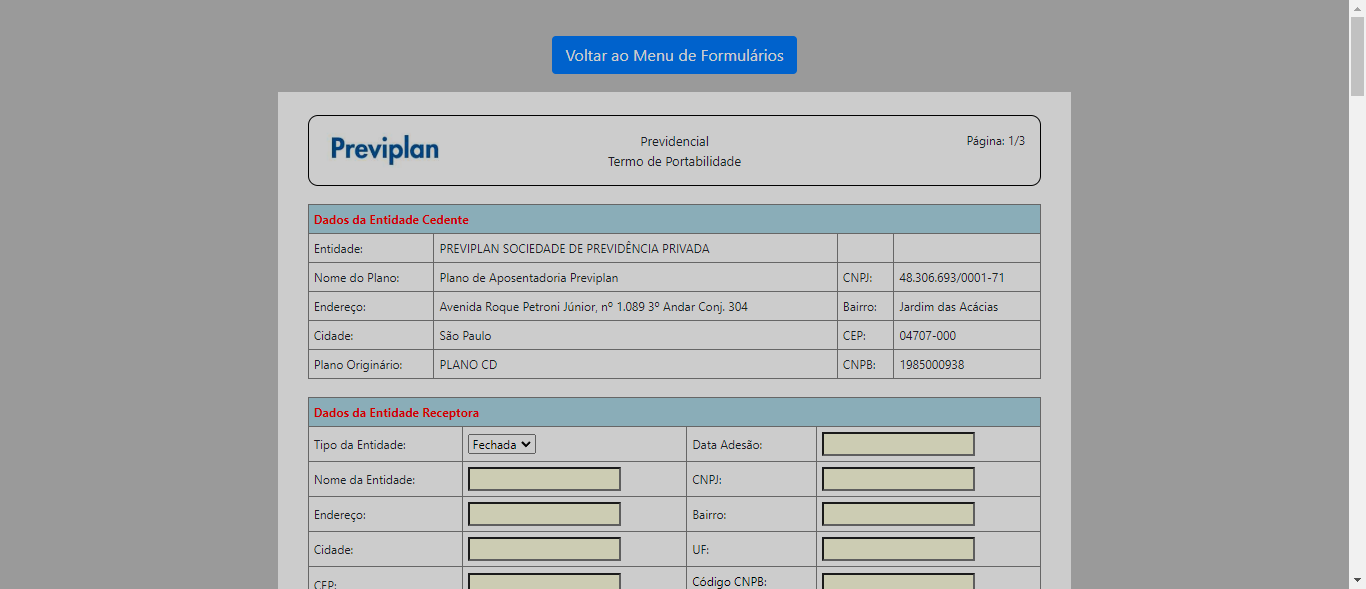 Voltar ao Menu de Formulários
Previplan
Previdencial
Termo de Portabilidade
Página: 1/3
Dados da Entidade Cedente
Entidade: PREVIPLAN SOCIEDADE DE PREVIDÊNCIA PRIVADA
Nome do Plano: Plano de Aposentadoria Previplan CNPJ: 48.306.693/0001-71
Endereço: Avenida Roque Petroni Júnior, nº 1.089 3º Andar Conj. 304 Bairro: Jardim das Acácias
Cidade: São Paulo CEP: 04707-000
Plano Originário: PLANO CD CNPB: 1985000938
Dados da Entidade Receptora
Tipo da Entidade: Fechada Data Adesão:
Nome da Entidade: CNPJ:
Endereço: Bairro:
Cidade: UF:
CEP: Código CNPB: